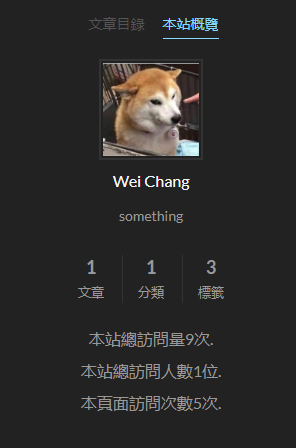 文章目錄 本站概覽
Wei Chang
something
1 1 3
文章 分類 標籤
本站總訪問量9次.
本站總訪問人數1位.
本頁面訪問次數5次.